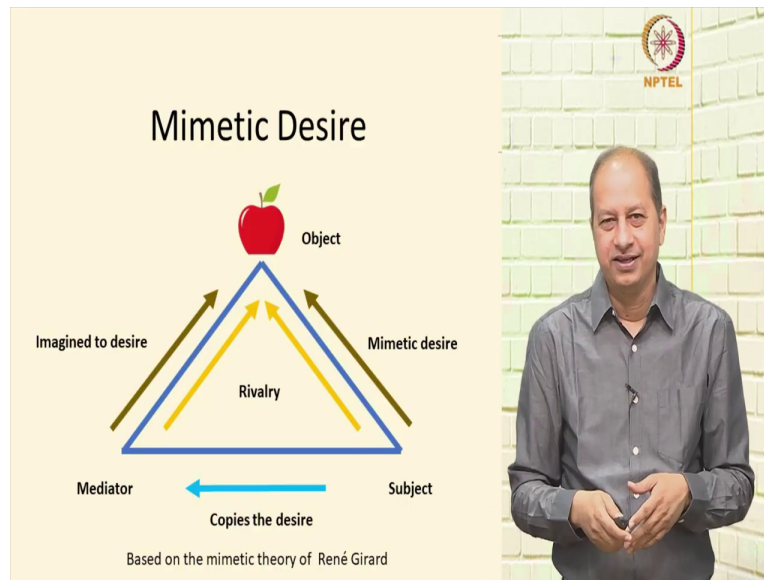 NPTEL
Mimetic Desire
Object
Imagined to desire
Mimetic desire
Rivalry
Mediator
Subject
Copies the desire
Based on the mimetic theory of René Girard